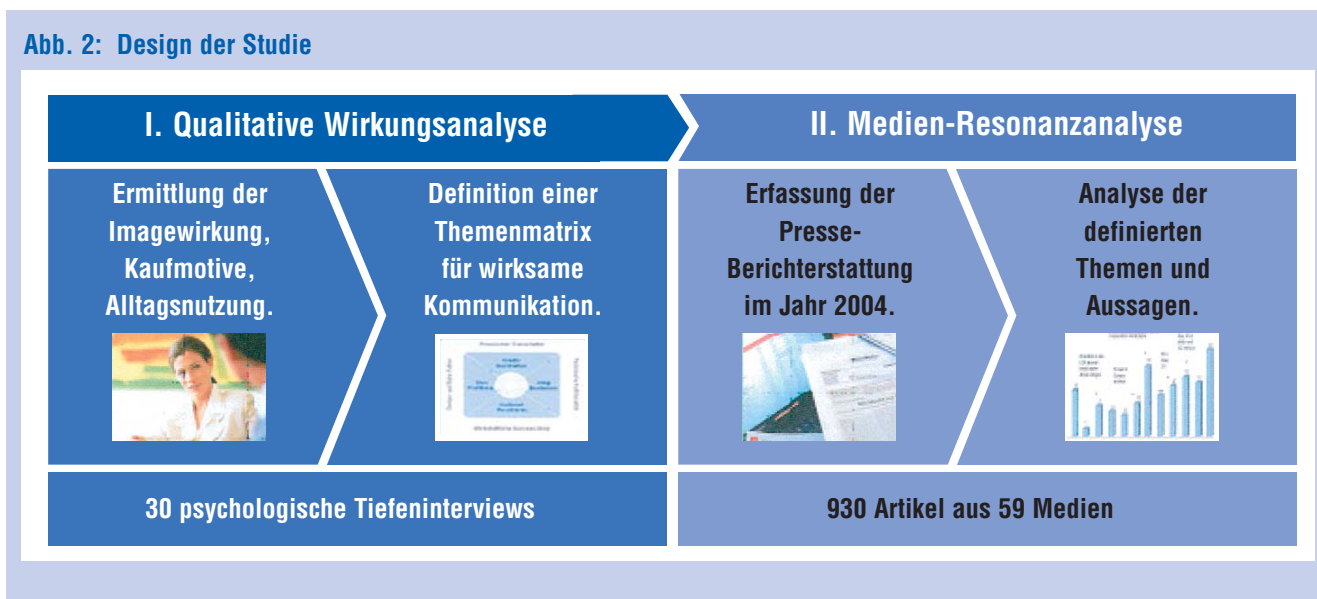 Abb. 2: Design der Studie
I. Qualitative Wirkungsanalyse
II. Medien-Resonanzanalyse
Ermittlung der
Imagewirkung,
Kaufmotive,
Alltagsnutzung.
Definition einer
Themenmatrix
für wirksame
Kommunikation.
Erfassung der
Presse-
Berichterstattung
im Jahr 2004.
Analyse der
definierten
Themen und
Aussagen.
30 psychologische Tiefeninterviews
930 Artikel aus 59 Medien